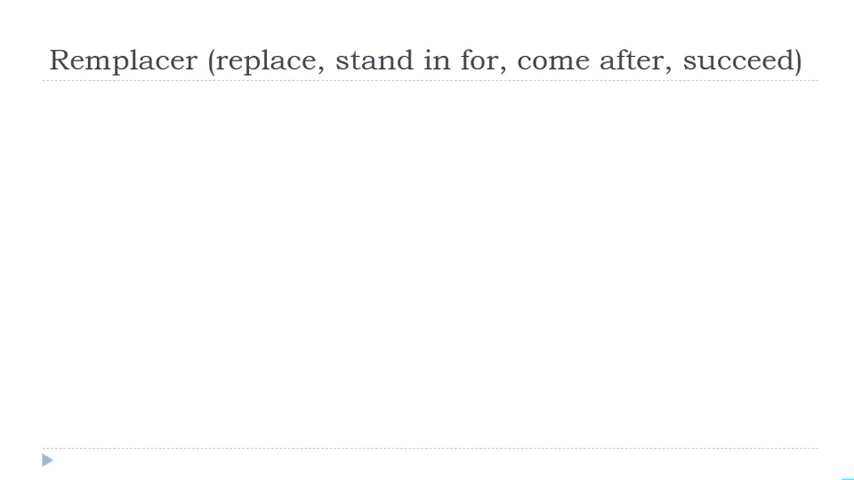 Remplacer (replace, stand in for, come after, succeed)